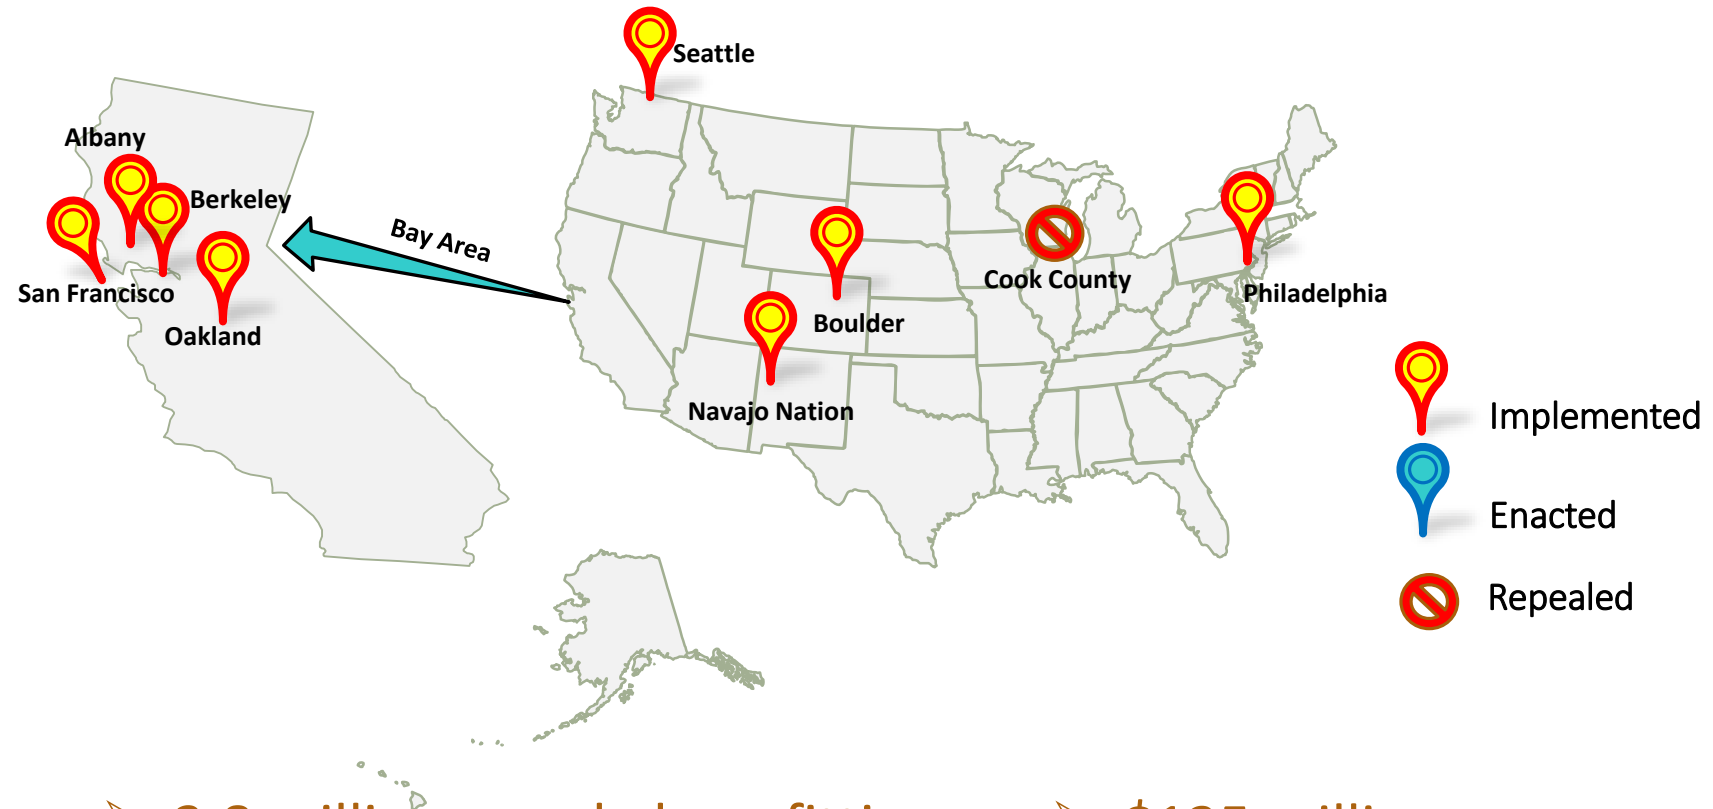 Seattle
Albany
Berkeley
Bay Area
San Francisco
Oakland
Cook County
Boulder
Philadelphia
Navajo Nation
Implemented
Enacted
Repealed